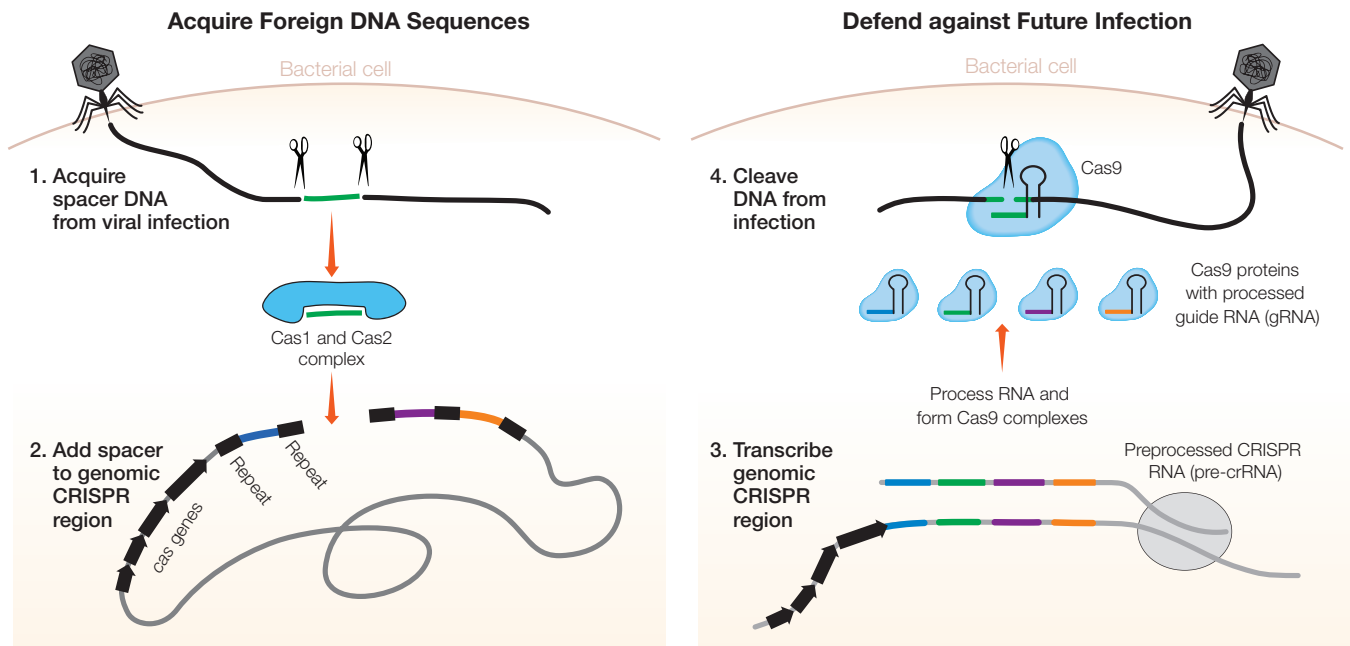 Acquire Foreign DNA Sequences
Bacterial cell
1. Acquire
spacer DNA
from viral infection
Cas1 and Cas2
complex
2. Add spacer
to genomic
CRISPR
region
Repeat
Repeat
cas genes
Defend against Future Infection
Bacterial cell
4. Cleave
DNA from
infection
Cas9
Cas9 proteins
with processed
guide RNA (gRNA)
Process RNA and
form Cas9 complexes
3. Transcribe
genomic
CRISPR
region
Preprocessed CRISPR
RNA (pre-crRNA)